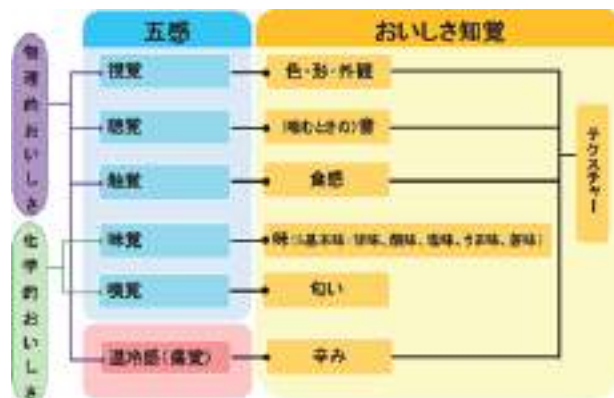 五感
おいしさ知覚
物理的おいしさ
化学的おいしさ
視覚
色・形・外観
聴覚
(噛むときの)音
触覚
食感
味覚
味(5基本味:甘味、酸味、塩味、うま味、苦味)
嗅覚
匂い
温冷感(痛覚)
辛み
テクスチャー